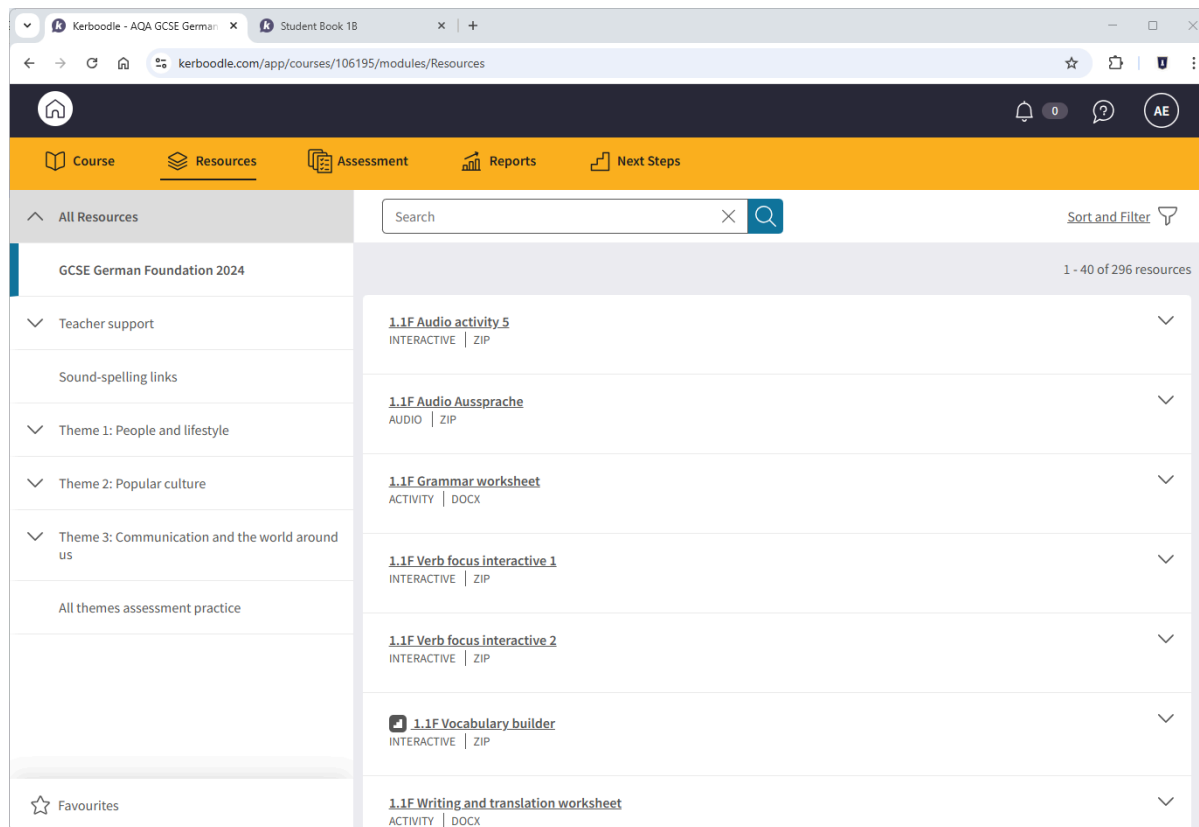 Kerboodle - AQA GCSE German
Student Book 1B
kerboodle.com/app/courses/106195/modules/Resources
0
AE
Course
Resources
Assessment
Reports
Next Steps
All Resources
GCSE German Foundation 2024
Teacher support
Sound-spelling links
Theme 1: People and lifestyle
Theme 2: Popular culture
Theme 3: Communication and the world around
us
All themes assessment practice
Favourites
Search
Sort and Filter
1 - 40 of 296 resources
1.1F Audio activity 5
INTERACTIVE | ZIP
1.1F Audio Aussprache
AUDIO | ZIP
1.1F Grammar worksheet
ACTIVITY | DOCX
1.1F Verb focus interactive 1
INTERACTIVE | ZIP
1.1F Verb focus interactive 2
INTERACTIVE | ZIP
1.1F Vocabulary builder
INTERACTIVE | ZIP
1.1F Writing and translation worksheet
ACTIVITY | DOCX